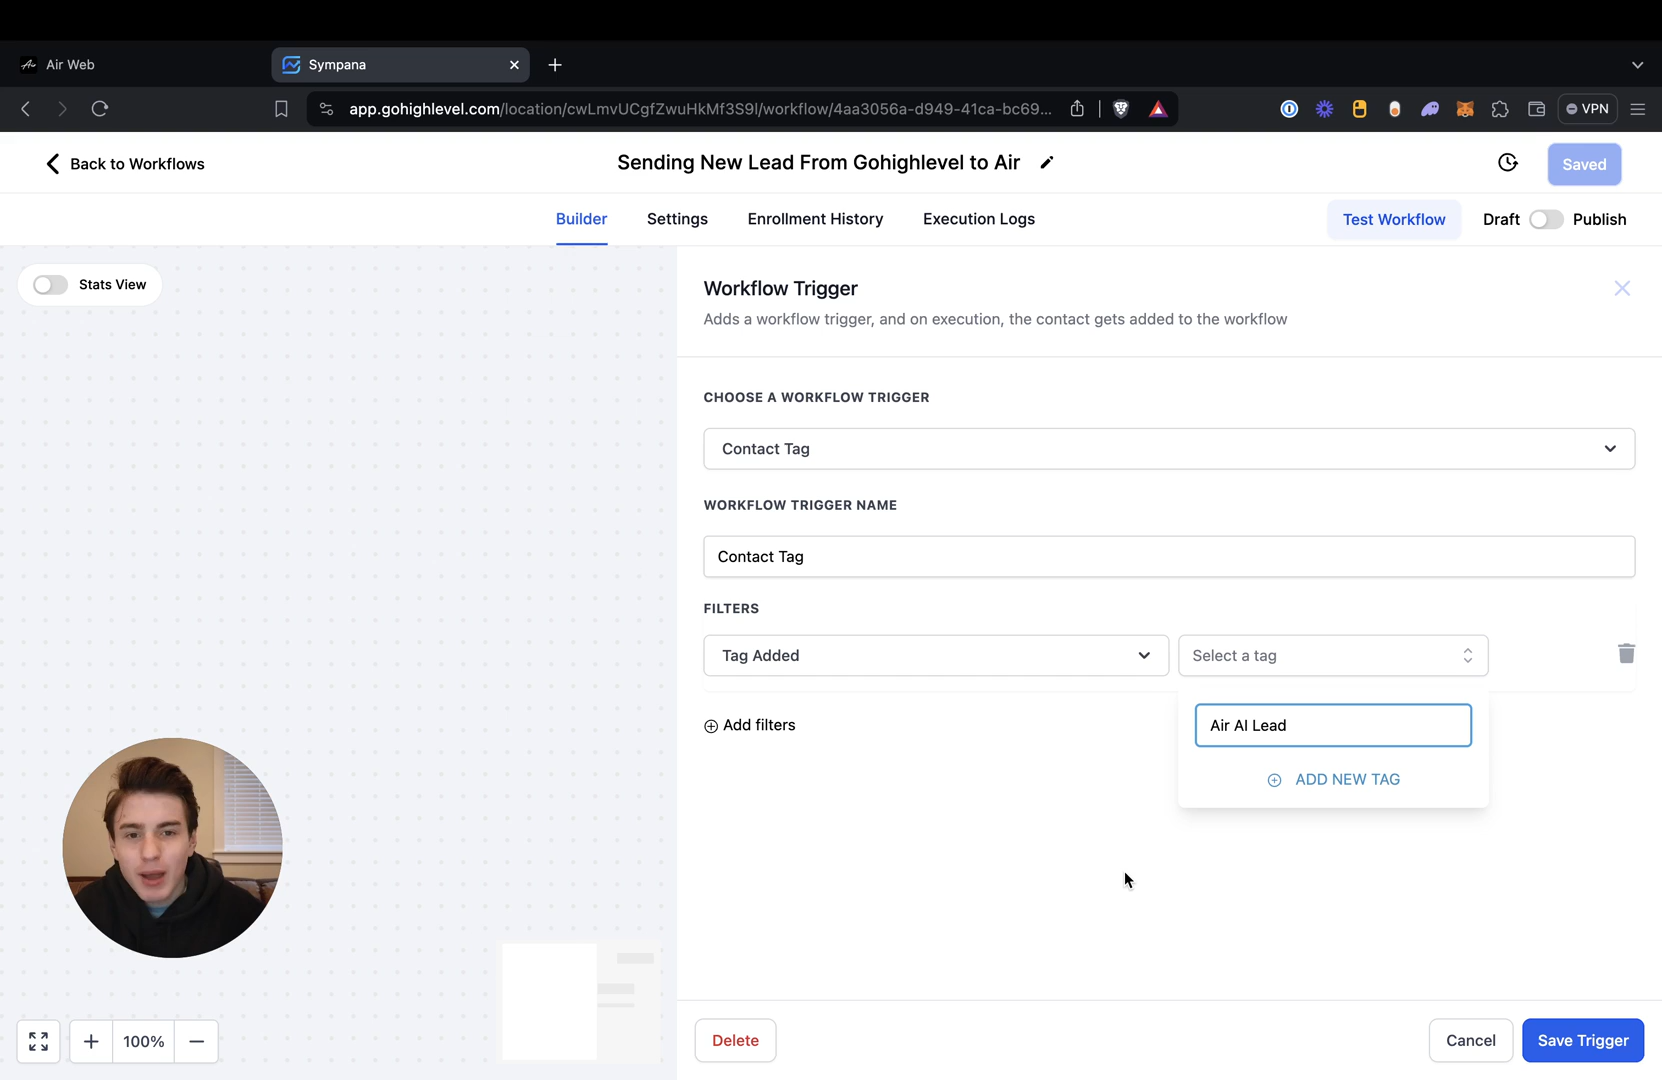 Air Web
Sympana
app.gohighlevel.com/location/cwLmvUCgfZwuHkMf3S9l/workflow/4aa3056a-d949-41ca-bc69...
VPN
Back to Workflows
Sending New Lead From Gohighlevel to Air
Saved
Builder
Settings
Enrollment History
Execution Logs
Test Workflow
Draft
Publish
Stats View
Workflow Trigger
Adds a workflow trigger, and on execution, the contact gets added to the workflow
CHOOSE A WORKFLOW TRIGGER
Contact Tag
WORKFLOW TRIGGER NAME
Contact Tag
FILTERS
Tag Added
Select a tag
Add filters
Air AI Lead
ADD NEW TAG
100%
Delete
Cancel
Save Trigger